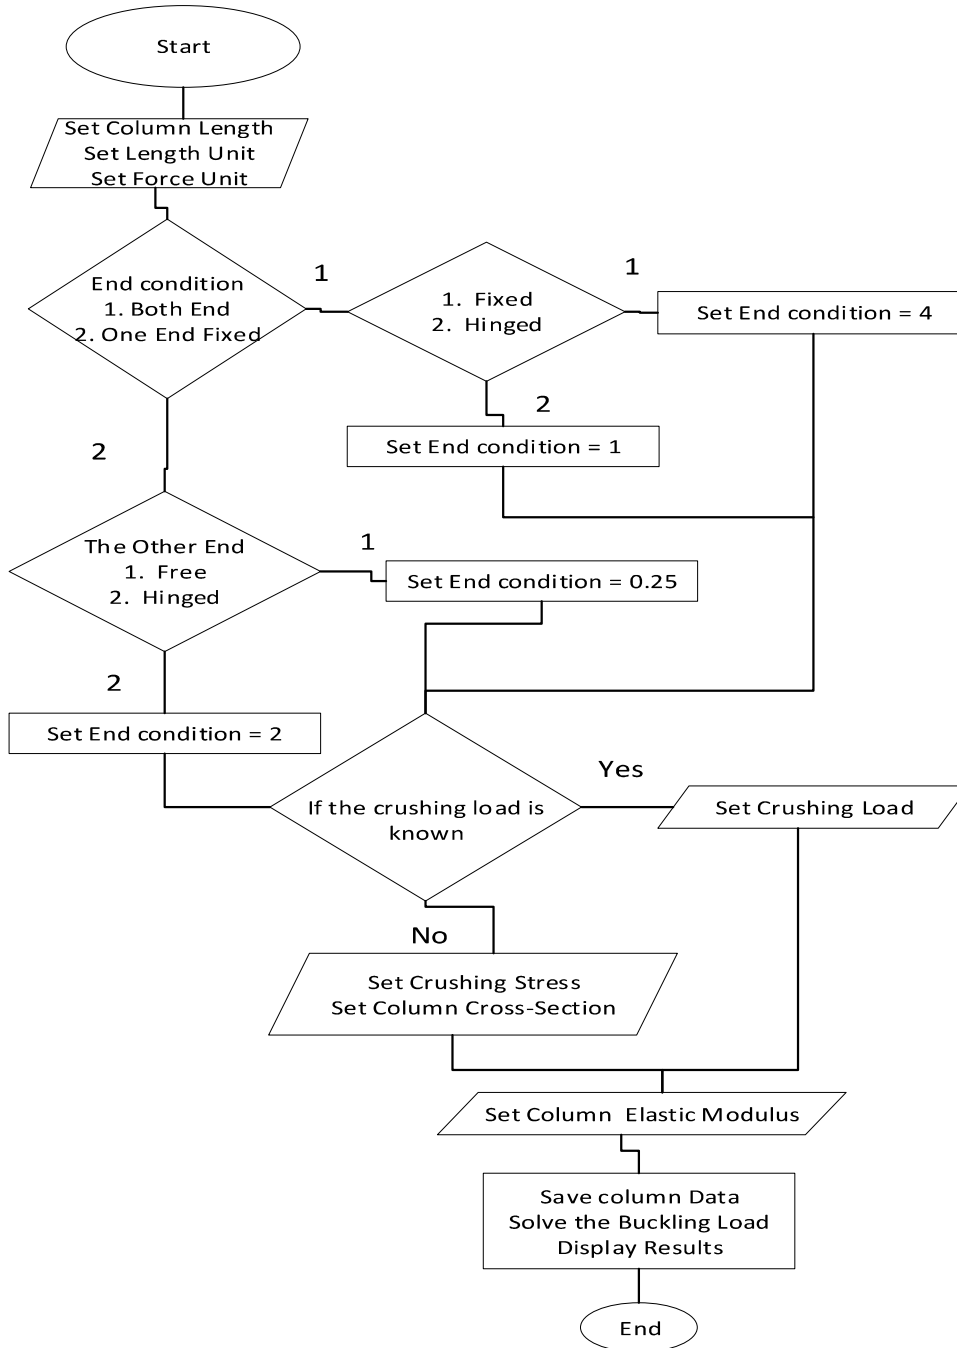 Start
Set Column Length
Set Length Unit
Set Force Unit
End condition
1. Both End
2. One End Fixed
1
1. Fixed
2. Hinged
1
Set End condition = 4
2
Set End condition = 1
2
The Other End
1. Free
2. Hinged
1
Set End condition = 0.25
2
Set End condition = 2
If the crushing load is
known
Yes
Set Crushing Load
No
Set Crushing Stress
Set Column Cross-Section
Set Column Elastic Modulus
Save column Data
Solve the Buckling Load
Display Results
End